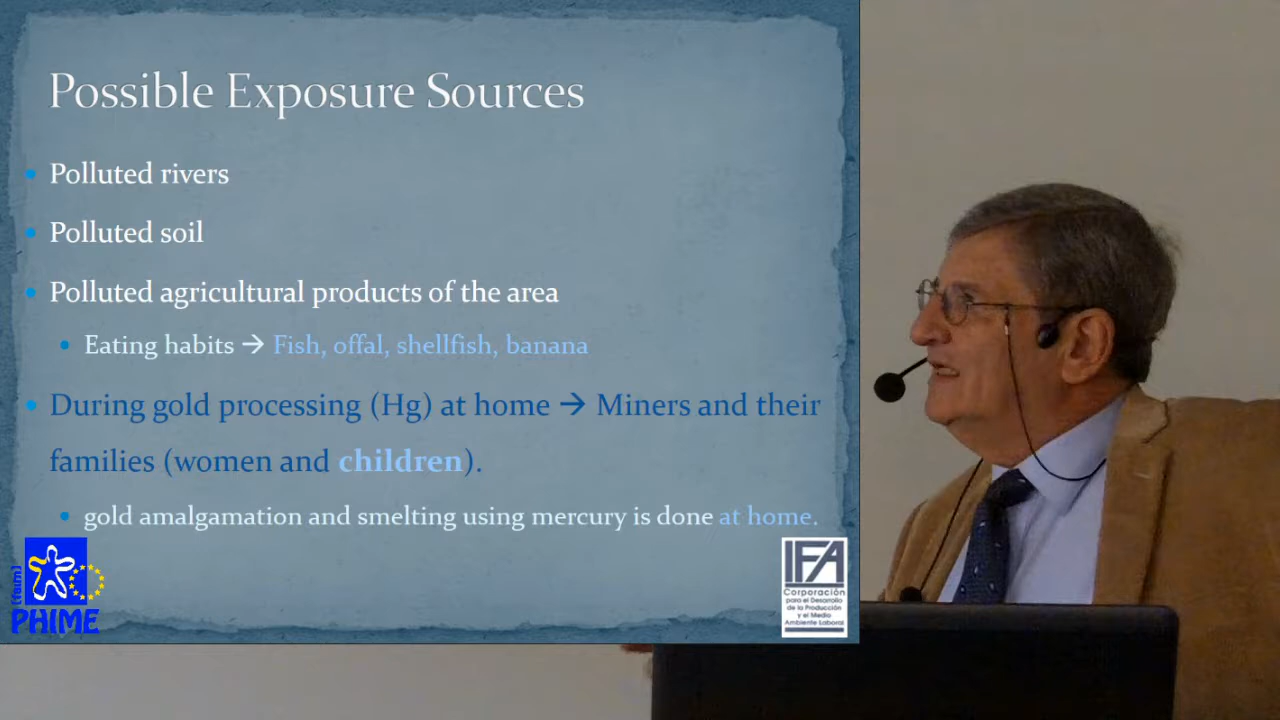 Possible Exposure Sources
• Polluted rivers
• Polluted soil
• Polluted agricultural products of the area
• Eating habits → Fish, offal, shellfish, banana
• During gold processing (Hg) at home → Miners and their
families (women and children).
• gold amalgamation and smelting using mercury is done at home.
[faim]
PHIME
IFA
Corporación
para el Desarrollo
de la Producción
y el Medio
Ambiente Laboral